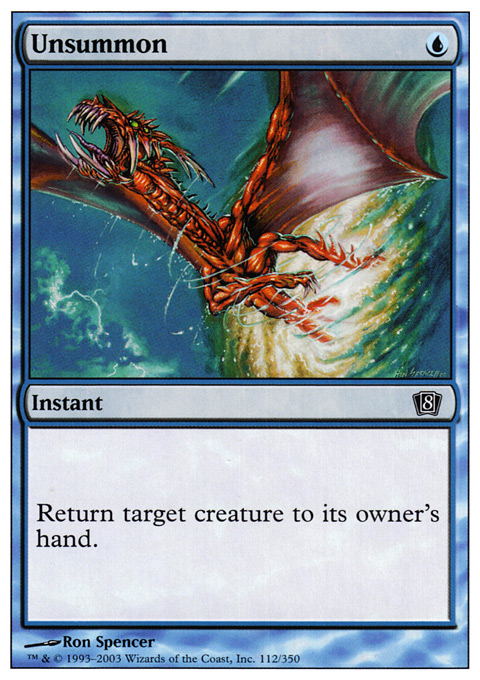 Unsummon
Instant
8
Return target creature to its owner's
hand.
Ron Spencer
™ & © 1993–2003 Wizards of the Coast, Inc. 112/350